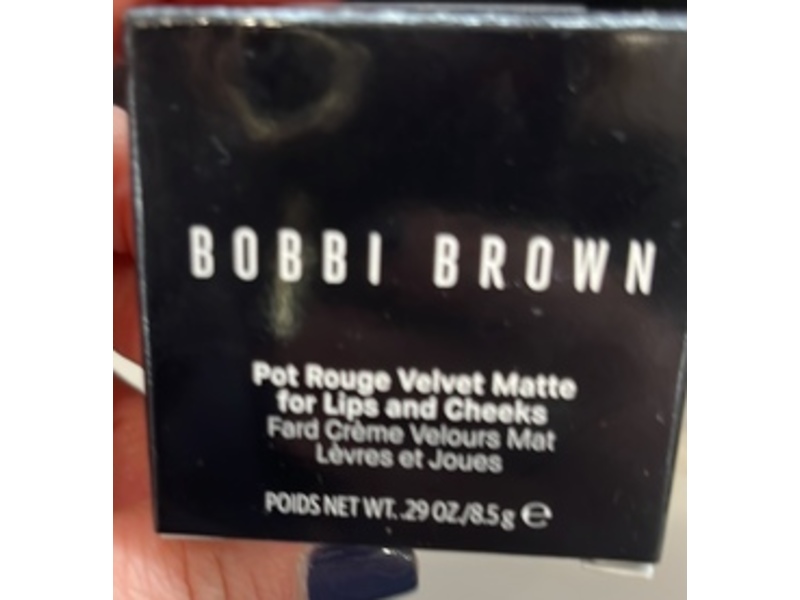 BOBBI BROWN
Pot Rouge Velvet Matte
for Lips and Cheeks
Fard Crème Velours Mat
Lèvres et Joues
POIDS NET WT. .29 OZ./8.5 g ℮